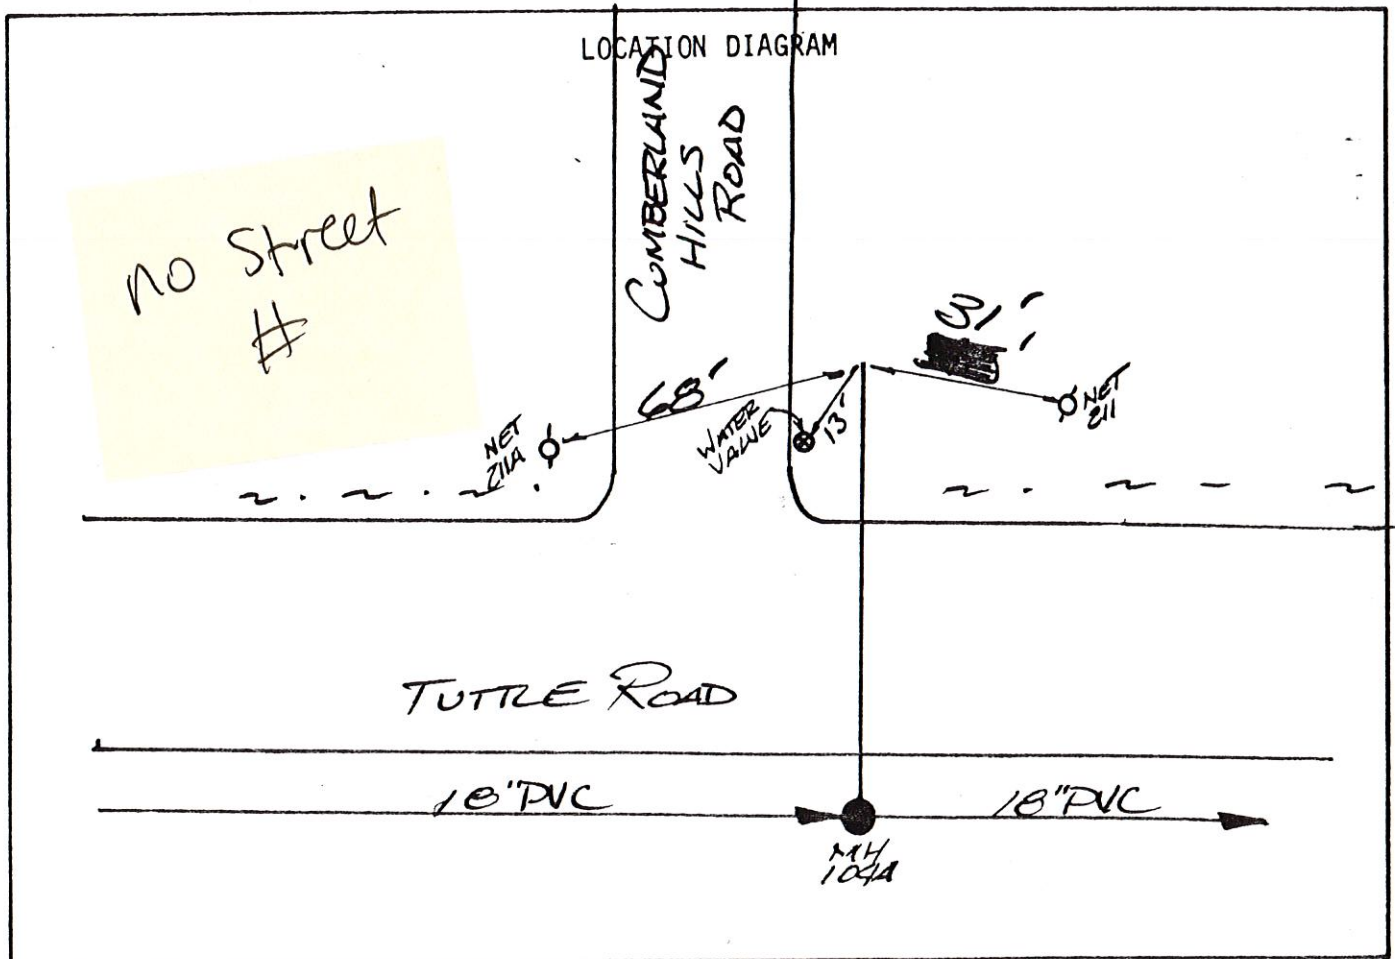 LOCATION DIAGRAM
CUMBERLAND
HILLS
ROAD
no Street
#
31'
68'
13'
WATER
VALVE
NET
211A
NET
211
TUTTLE ROAD
18"PVC
18"PVC
MH
109A